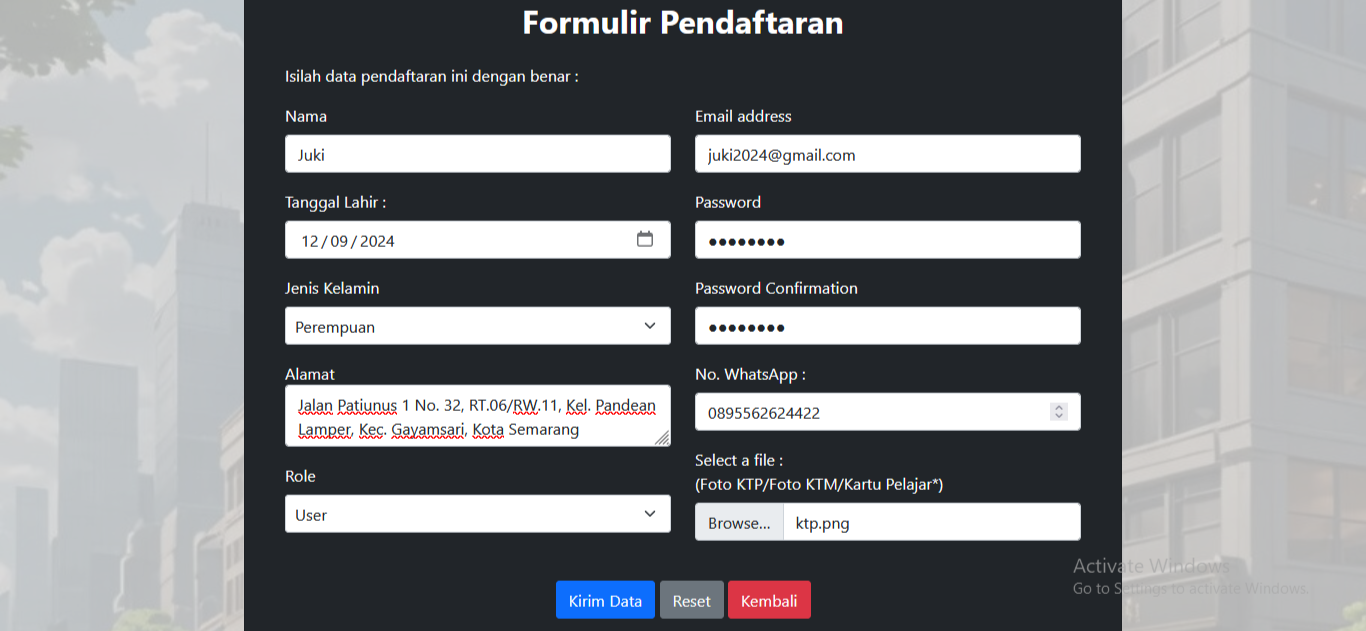 Formulir Pendaftaran
Isilah data pendaftaran ini dengan benar :
Nama
Juki
Tanggal Lahir :
12 / 09 / 2024
Jenis Kelamin
Perempuan
Alamat
Jalan Patiunus 1 No. 32, RT.06/RW.11, Kel. Pandean
Lamper, Kec. Gayamsari, Kota Semarang
Role
User
Email address
juki2024@gmail.com
Password
●●●●●●●●
Password Confirmation
●●●●●●●●
No. WhatsApp :
0895562624422
Select a file :
(Foto KTP/Foto KTM/Kartu Pelajar*)
Browse... ktp.png
Kirim Data Reset Kembali
Activate Windows
Go to Settings to activate Windows.